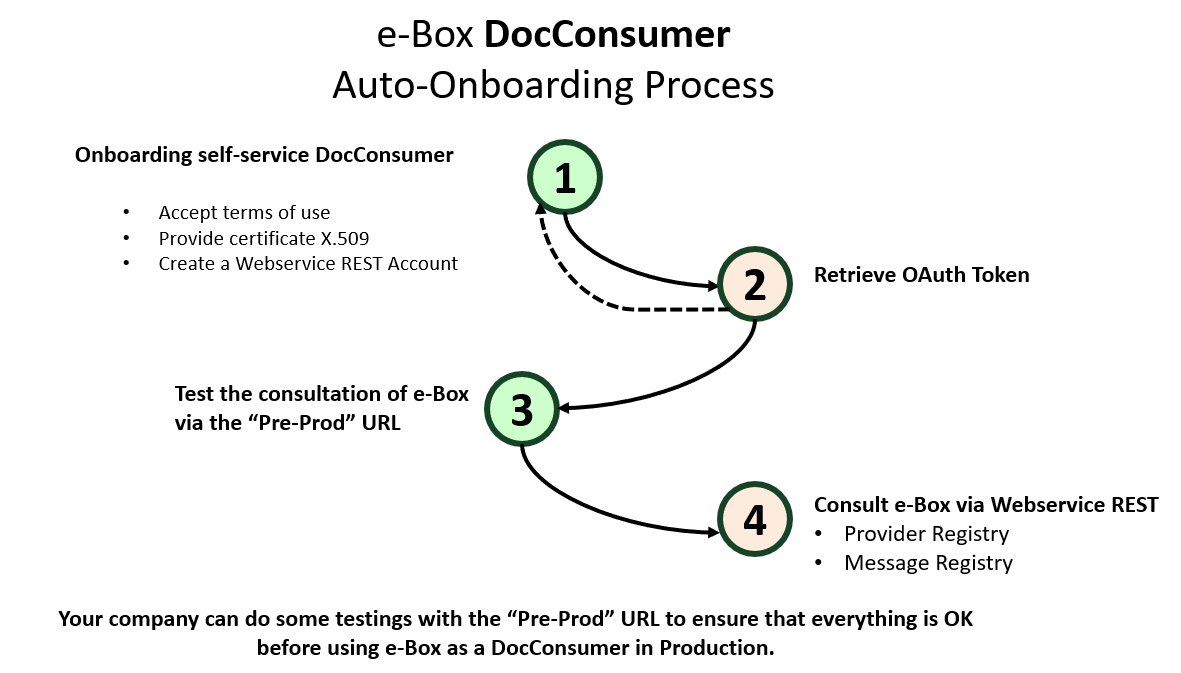 e-Box DocConsumer
Auto-Onboarding Process
Onboarding self-service DocConsumer
• Accept terms of use
• Provide certificate X.509
• Create a Webservice REST Account
1
2
Retrieve OAuth Token
Test the consultation of e-Box
via the “Pre-Prod” URL
3
4
Consult e-Box via Webservice REST
• Provider Registry
• Message Registry
Your company can do some testings with the “Pre-Prod” URL to ensure that everything is OK
before using e-Box as a DocConsumer in Production.